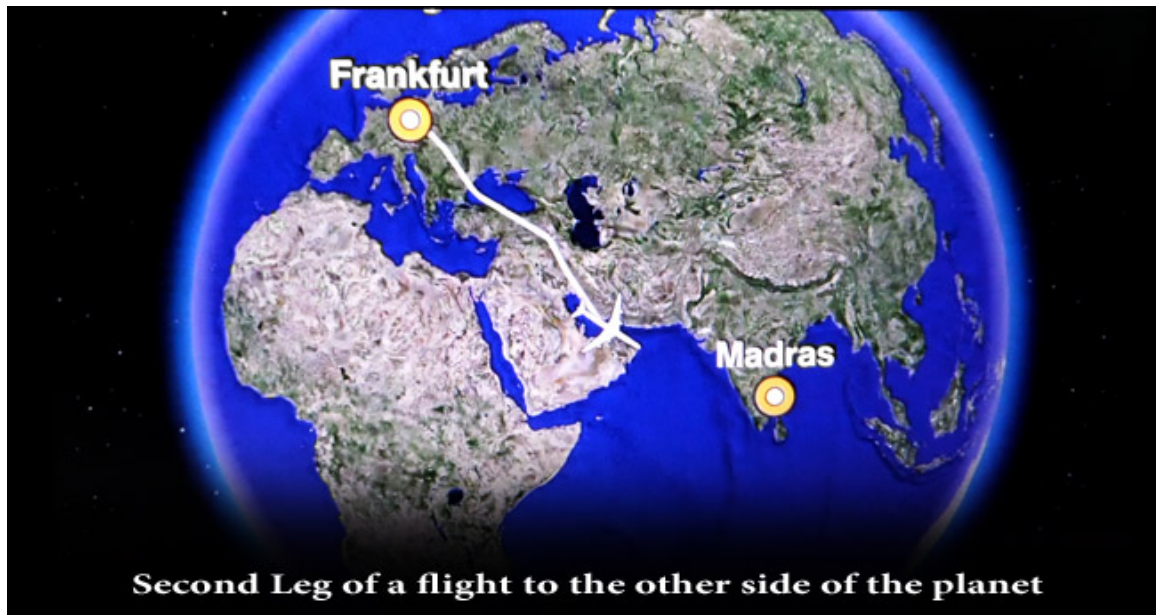 Frankfurt
Madras
Second Leg of a flight to the other side of the planet